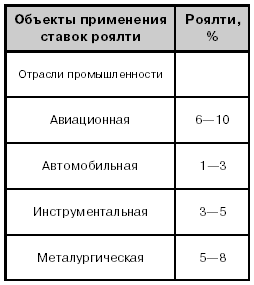 Объекты применения
ставок роялти
Роялти,
%
Отрасли промышленности
Авиационная
6—10
Автомобильная
1—3
Инструментальная
3—5
Металургическая
5—8